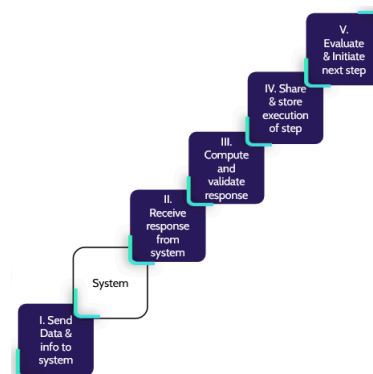 V.
Evaluate
& Initiate
next step
IV. Share
& store
execution
of step
III.
Compute
and
validate
response
II.
Receive
response
from
system
System
I. Send
Data &
info to
system